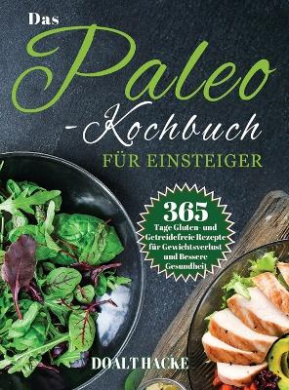 Das
Paleo
-Kochbuch
FÜR EINSTEIGER
365
Tage Gluten- und
Getreidefreie Rezepte
für Gewichtsverlust
und Bessere
Gesundheit
DOALT HACKE